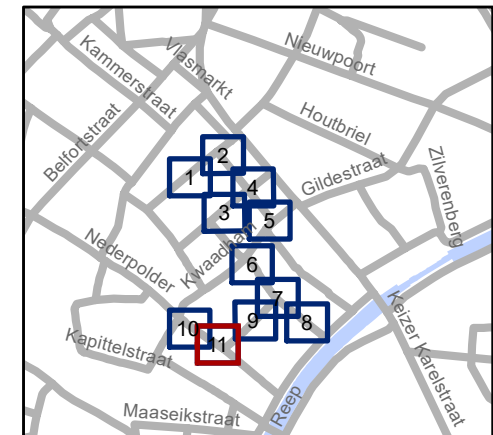 Vlasmarkt
Nieuwpoort
Kammerstraat
Houtbriel
Belfortstraat
Zilverenberg
Gildestraat
2
1
4
3
5
Kwaadham
Nederpolder
6
7
Keizer Karelstraat
10
9
8
11
Kapittelstraat
Reep
Maaseikstraat